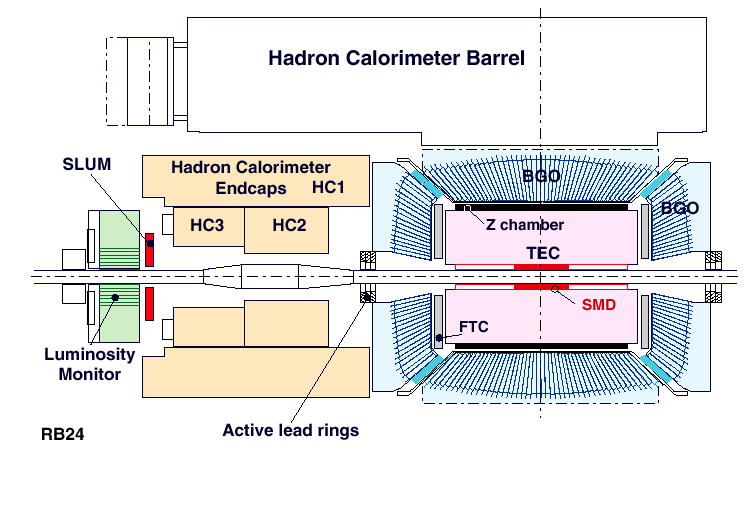 Hadron Calorimeter Barrel
SLUM
Hadron Calorimeter
Endcaps HC1
BGO
BGO
HC3
HC2
Z chamber
TEC
SMD
FTC
Luminosity
Monitor
Active lead rings
RB24